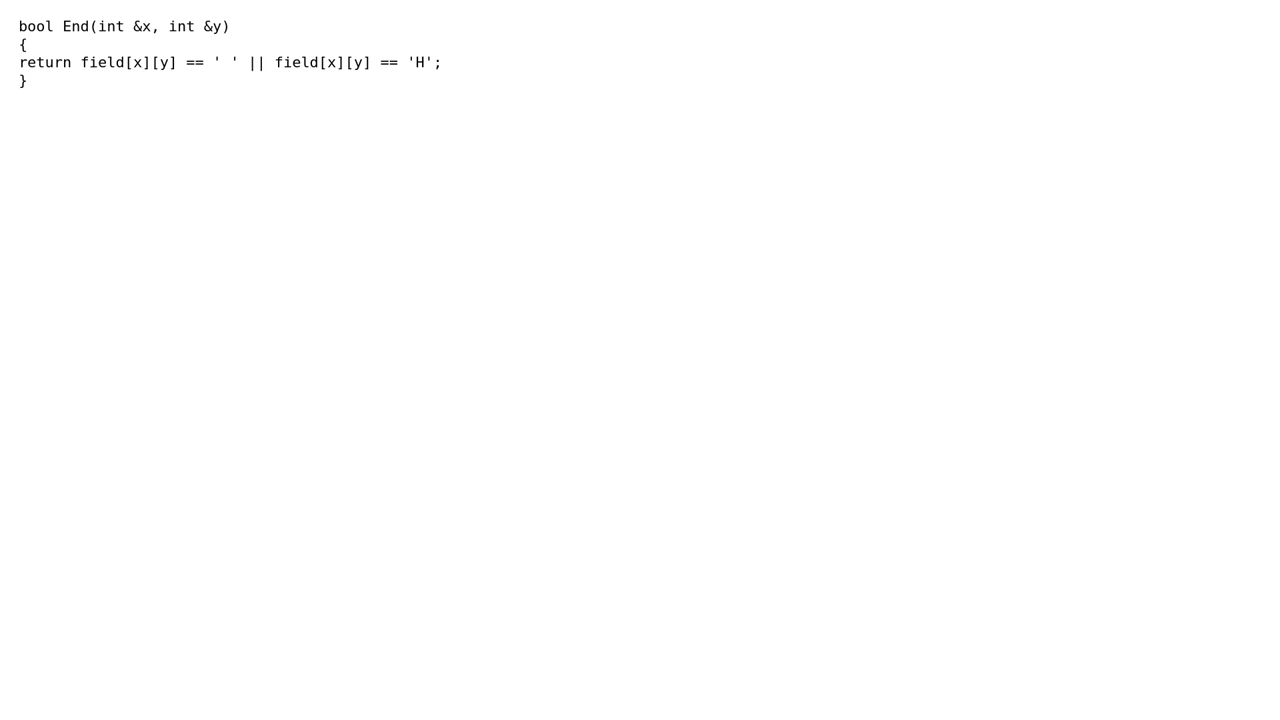 bool End(int &x, int &y)
{
return field[x][y] == ' ' || field[x][y] == 'H';
}